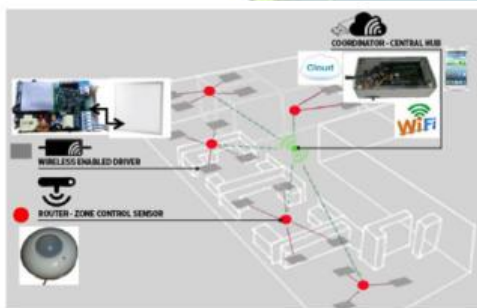 COORDINATOR - CENTRAL HUB
Cloud
WiFi
WIRELESS ENABLED DRIVER
ROUTER - ZONE CONTROL SENSOR